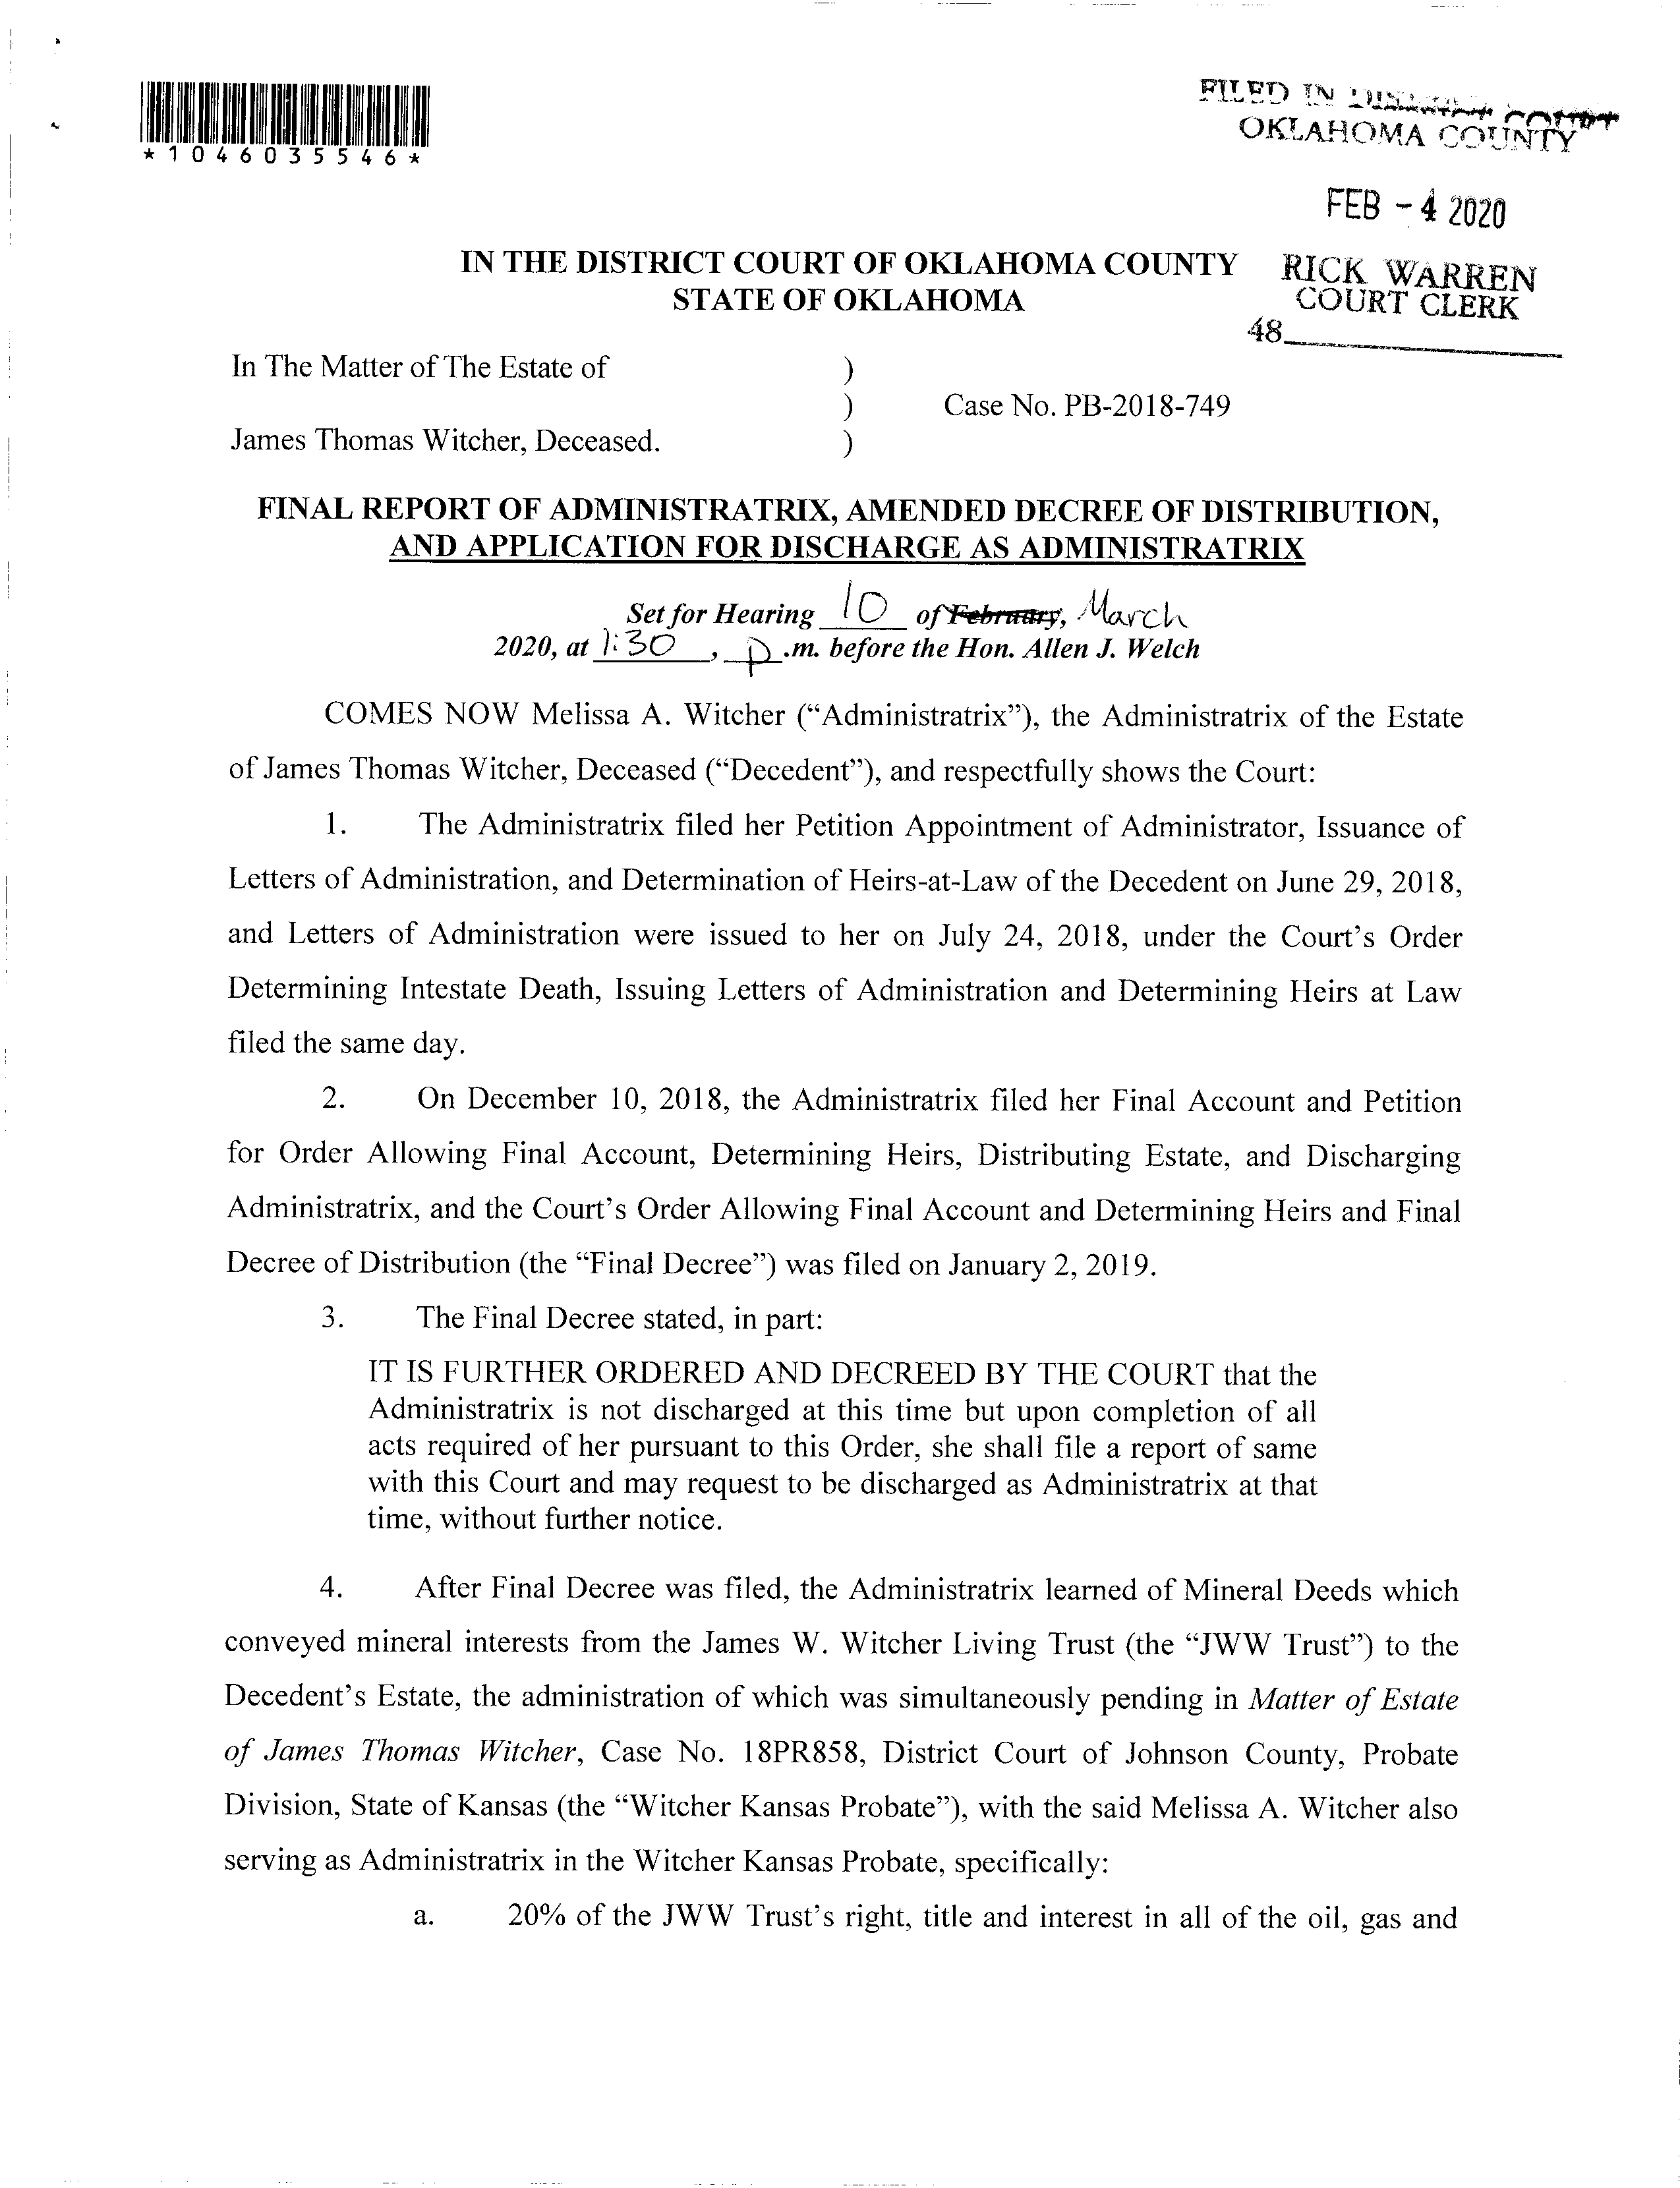 *1046035546*
FILED IN DISTRICT COURT
OKLAHOMA COUNTY
FEB - 4 2020
RICK WARREN
COURT CLERK
48
IN THE DISTRICT COURT OF OKLAHOMA COUNTY
STATE OF OKLAHOMA
In The Matter of The Estate of )
) Case No. PB-2018-749
James Thomas Witcher, Deceased. )
FINAL REPORT OF ADMINISTRATRIX, AMENDED DECREE OF DISTRIBUTION,
AND APPLICATION FOR DISCHARGE AS ADMINISTRATRIX
Set for Hearing 10 of February, March
2020, at 1:30, p.m. before the Hon. Allen J. Welch
COMES NOW Melissa A. Witcher (“Administratrix”), the Administratrix of the Estate
of James Thomas Witcher, Deceased (“Decedent”), and respectfully shows the Court:
1. The Administratrix filed her Petition Appointment of Administrator, Issuance of
Letters of Administration, and Determination of Heirs-at-Law of the Decedent on June 29, 2018,
and Letters of Administration were issued to her on July 24, 2018, under the Court’s Order
Determining Intestate Death, Issuing Letters of Administration and Determining Heirs at Law
filed the same day.
2. On December 10, 2018, the Administratrix filed her Final Account and Petition
for Order Allowing Final Account, Determining Heirs, Distributing Estate, and Discharging
Administratrix, and the Court’s Order Allowing Final Account and Determining Heirs and Final
Decree of Distribution (the “Final Decree”) was filed on January 2, 2019.
3. The Final Decree stated, in part:
IT IS FURTHER ORDERED AND DECREED BY THE COURT that the
Administratrix is not discharged at this time but upon completion of all
acts required of her pursuant to this Order, she shall file a report of same
with this Court and may request to be discharged as Administratrix at that
time, without further notice.
4. After Final Decree was filed, the Administratrix learned of Mineral Deeds which
conveyed mineral interests from the James W. Witcher Living Trust (the “JWW Trust”) to the
Decedent’s Estate, the administration of which was simultaneously pending in Matter of Estate
of James Thomas Witcher, Case No. 18PR858, District Court of Johnson County, Probate
Division, State of Kansas (the “Witcher Kansas Probate”), with the said Melissa A. Witcher also
serving as Administratrix in the Witcher Kansas Probate, specifically:
a. 20% of the JWW Trust’s right, title and interest in all of the oil, gas and